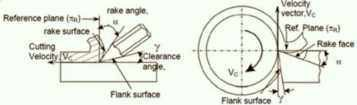 Reference plane (πR)
rake angle,
α
rake surface
Cutting
Velocity,
VC
γ
Clearance
angle,
Flank surface
Velocity
vector, VC
Ref. Plane (πR)
Rake face
VC
α
Flank surface
γ